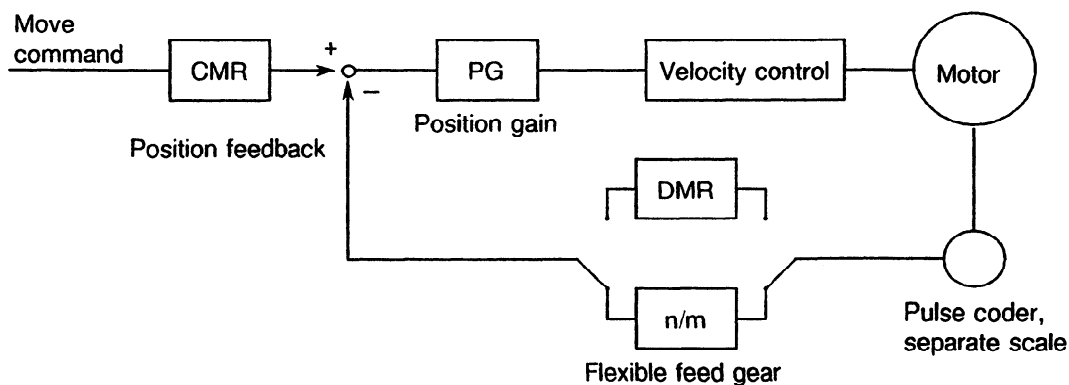 Move
command
CMR
+
−
PG
Velocity control
Motor
Position gain
Position feedback
DMR
n/m
Flexible feed gear
Pulse coder,
separate scale